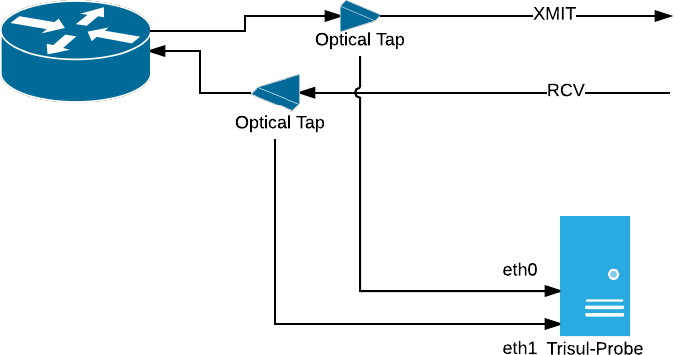 XMIT
Optical Tap
RCV
Optical Tap
eth0
eth1
Trisul-Probe